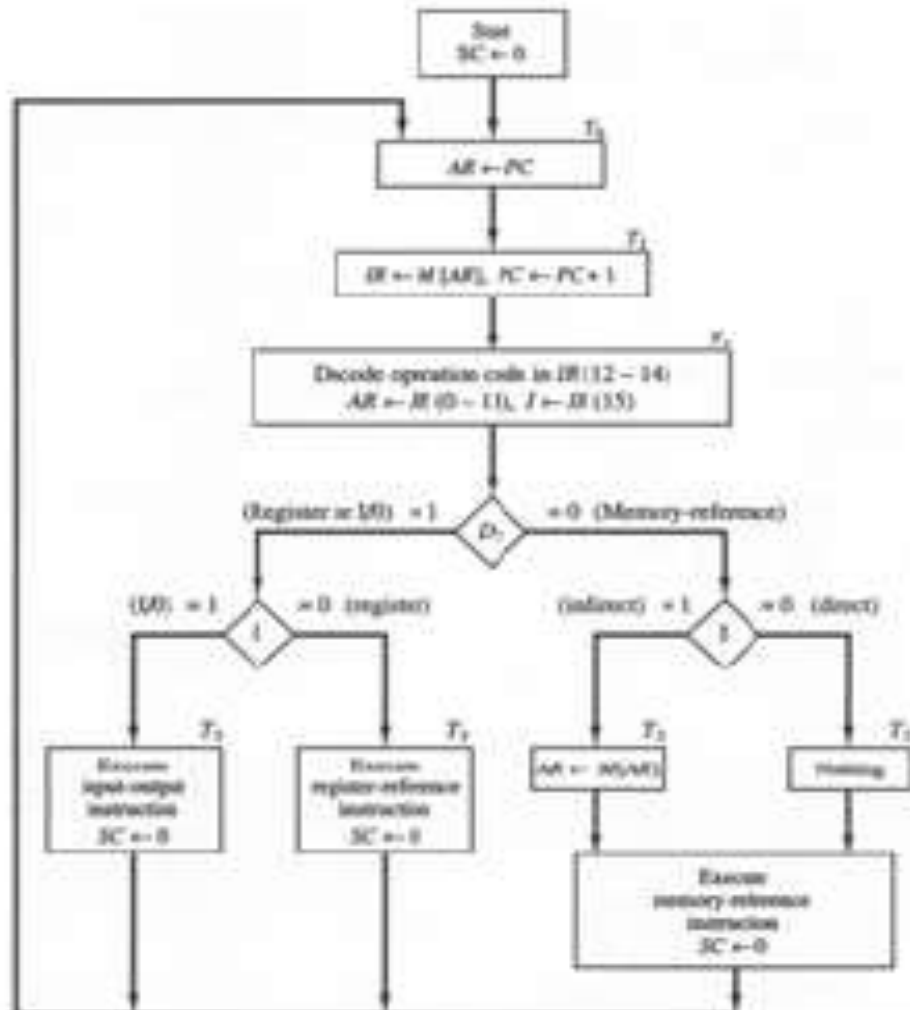 Start
SC ← 0
AR ← PC
T₁
IR ← M [AR], PC ← PC + 1
Decode operation code in IR (12 – 14)
AR ← IR (0 – 11), I ← IR (15)
(Register or I/0) = 1
= 0 (Memory-reference)
D₇
(I/0) = 1
= 0 (register)
(indirect) = 1
= 0 (direct)
I
I
T₃
T₃
T₃
T₃
Execute
input-output
instruction
SC ← 0
Execute
register-reference
instruction
SC ← 0
AR ← M[AR]
Nothing
Execute
memory-reference
instruction
SC ← 0